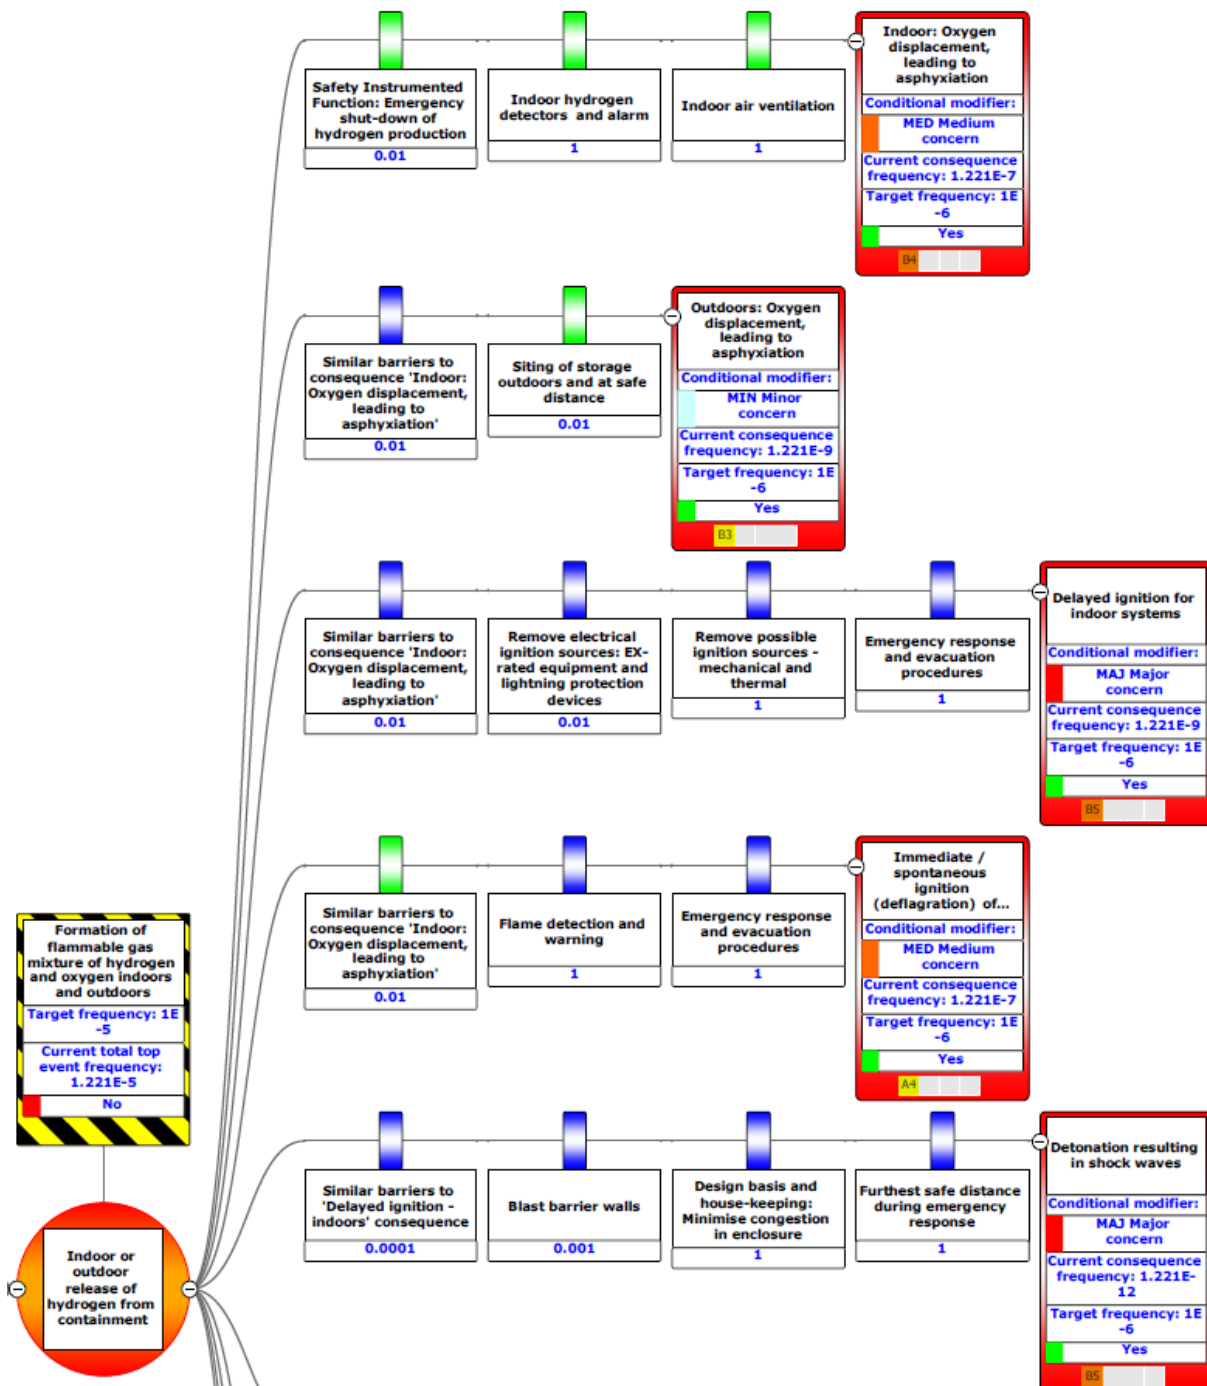 Safety Instrumented
Function: Emergency
shut-down of
hydrogen production
0.01
Indoor hydrogen
detectors and alarm
1
Indoor air ventilation
1
Indoor: Oxygen
displacement,
leading to
asphyxiation
Conditional modifier:
MED Medium
concern
Current consequence
frequency: 1.221E-7
Target frequency: 1E
-6
Yes
B4
Similar barriers to
consequence 'Indoor:
Oxygen displacement,
leading to
asphyxiation'
0.01
Siting of storage
outdoors and at safe
distance
0.01
Outdoors: Oxygen
displacement,
leading to
asphyxiation
Conditional modifier:
MIN Minor
concern
Current consequence
frequency: 1.221E-9
Target frequency: 1E
-6
Yes
B3
Similar barriers to
consequence 'Indoor:
Oxygen displacement,
leading to
asphyxiation'
0.01
Remove electrical
ignition sources: EX-
rated equipment and
lightning protection
devices
0.01
Remove possible
ignition sources -
mechanical and
thermal
1
Emergency response
and evacuation
procedures
1
Delayed ignition for
indoor systems
Conditional modifier:
MAJ Major
concern
Current consequence
frequency: 1.221E-9
Target frequency: 1E
-6
Yes
B5
Similar barriers to
consequence 'Indoor:
Oxygen displacement,
leading to
asphyxiation'
0.01
Flame detection and
warning
1
Emergency response
and evacuation
procedures
1
Immediate /
spontaneous
ignition
(deflagration) of...
Conditional modifier:
MED Medium
concern
Current consequence
frequency: 1.221E-7
Target frequency: 1E
-6
Yes
A4
Formation of
flammable gas
mixture of hydrogen
and oxygen indoors
and outdoors
Target frequency: 1E
-5
Current total top
event frequency:
1.221E-5
No
Indoor or
outdoor
release of
hydrogen from
containment
Similar barriers to
'Delayed ignition -
indoors' consequence
0.0001
Blast barrier walls
0.001
Design basis and
house-keeping:
Minimise congestion
in enclosure
1
Furthest safe distance
during emergency
response
1
Detonation resulting
in shock waves
Conditional modifier:
MAJ Major
concern
Current consequence
frequency: 1.221E-
12
Target frequency: 1E
-6
Yes
B5